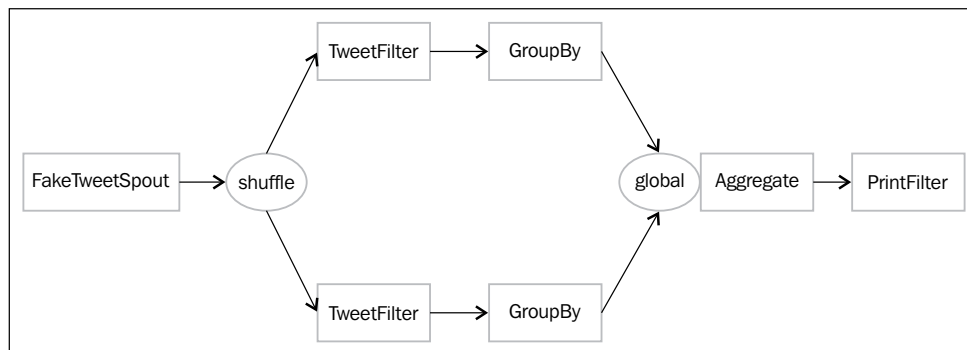 TweetFilter
GroupBy
FakeTweetSpout
shuffle
global
Aggregate
PrintFilter
TweetFilter
GroupBy